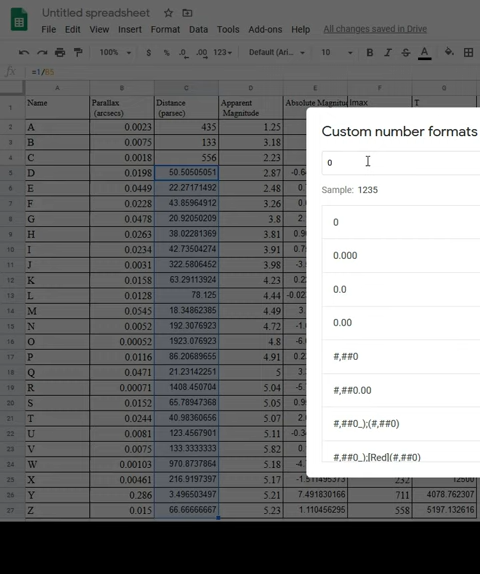 Untitled spreadsheet
File Edit View Insert Format Data Tools Add-ons Help All changes saved in Drive
100% $ % .0 .00 123 Default (Ari... 10 B I S A
fx =1/B5
A B C D E F G
1 Name Parallax (arcsecs) Distance (parsec) Apparent Magnitude Absolute Magnitu lmax T
2 A 0.0023 435 1.25
3 B 0.0075 133 3.18
4 C 0.0018 556 2.23
5 D 0.0198 50.50505051 2.87
6 E 0.0449 22.27171492 2.48
7 F 0.0228 43.85964912 3.26
8 G 0.0478 20.92050209 3.8
9 H 0.0263 38.02281369 3.81
10 I 0.0234 42.73504274 3.91
11 J 0.0031 322.5806452 3.98
12 K 0.0158 63.29113924 4.23
13 L 0.0128 78.125 4.44
14 M 0.0545 18.34862385 4.49
15 N 0.0052 192.3076923 4.72
16 O 0.00052 1923.076923 4.8
17 P 0.0116 86.20689655 4.91
18 Q 0.0471 21.23142251 5
19 R 0.00071 1408.450704 5.04
20 S 0.0152 65.78947368 5.05
21 T 0.0244 40.98360656 5.07
22 U 0.0081 123.4567901 5.11
23 V 0.0075 133.3333333 5.82
24 W 0.00103 970.8737864 5.18
25 X 0.00461 216.9197397 5.17 -1.511495373 232 12500
26 Y 0.286 3.496503497 5.21 7.491830166 711 4078.762307
27 Z 0.015 66.66666667 5.23 1.110456295 558 5197.132616
Custom number formats
0
Sample: 1235
0
0.000
0.0
0.00
#,##0
#,##0.00
#,##0_);(#,##0)
#,##0_);[Red](#,##0)